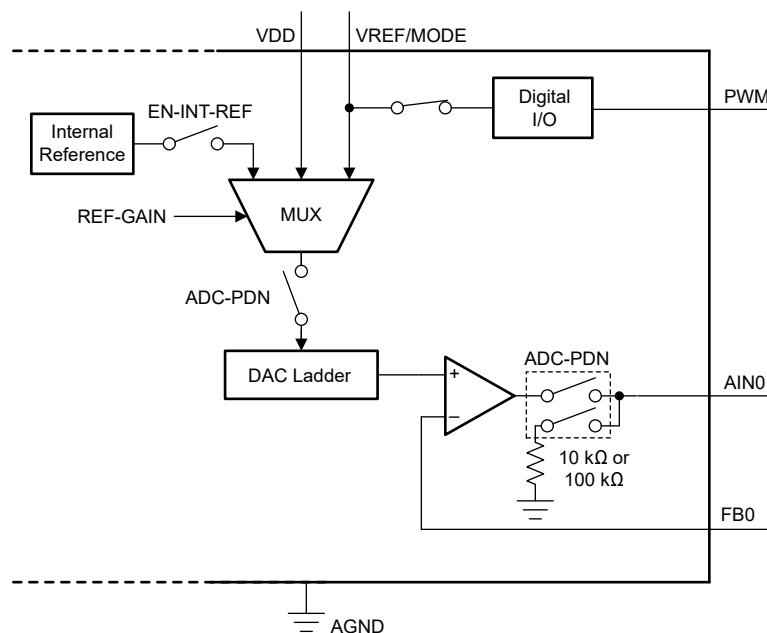 VDD
VREF/MODE
PWM
Digital
I/O
EN-INT-REF
Internal
Reference
REF-GAIN
MUX
ADC-PDN
DAC Ladder
+
−
ADC-PDN
AIN0
10 kΩ or
100 kΩ
FB0
AGND